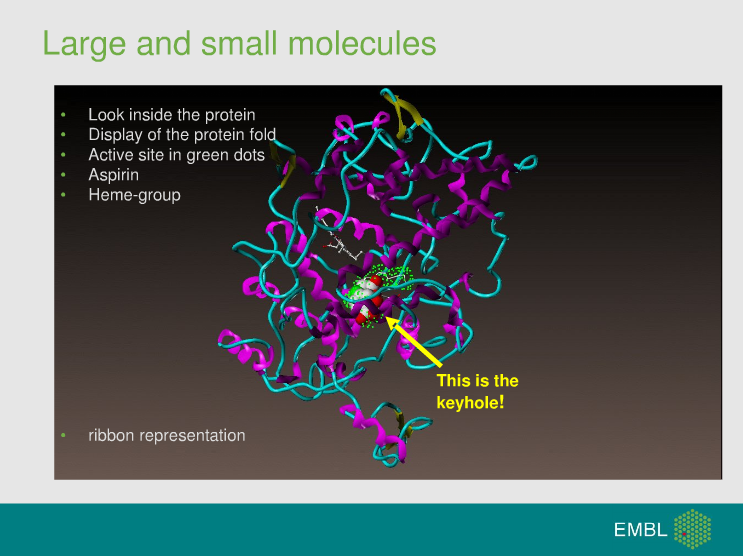 Large and small molecules
• Look inside the protein
• Display of the protein fold
• Active site in green dots
• Aspirin
• Heme-group
This is the
keyhole!
• ribbon representation
EMBL